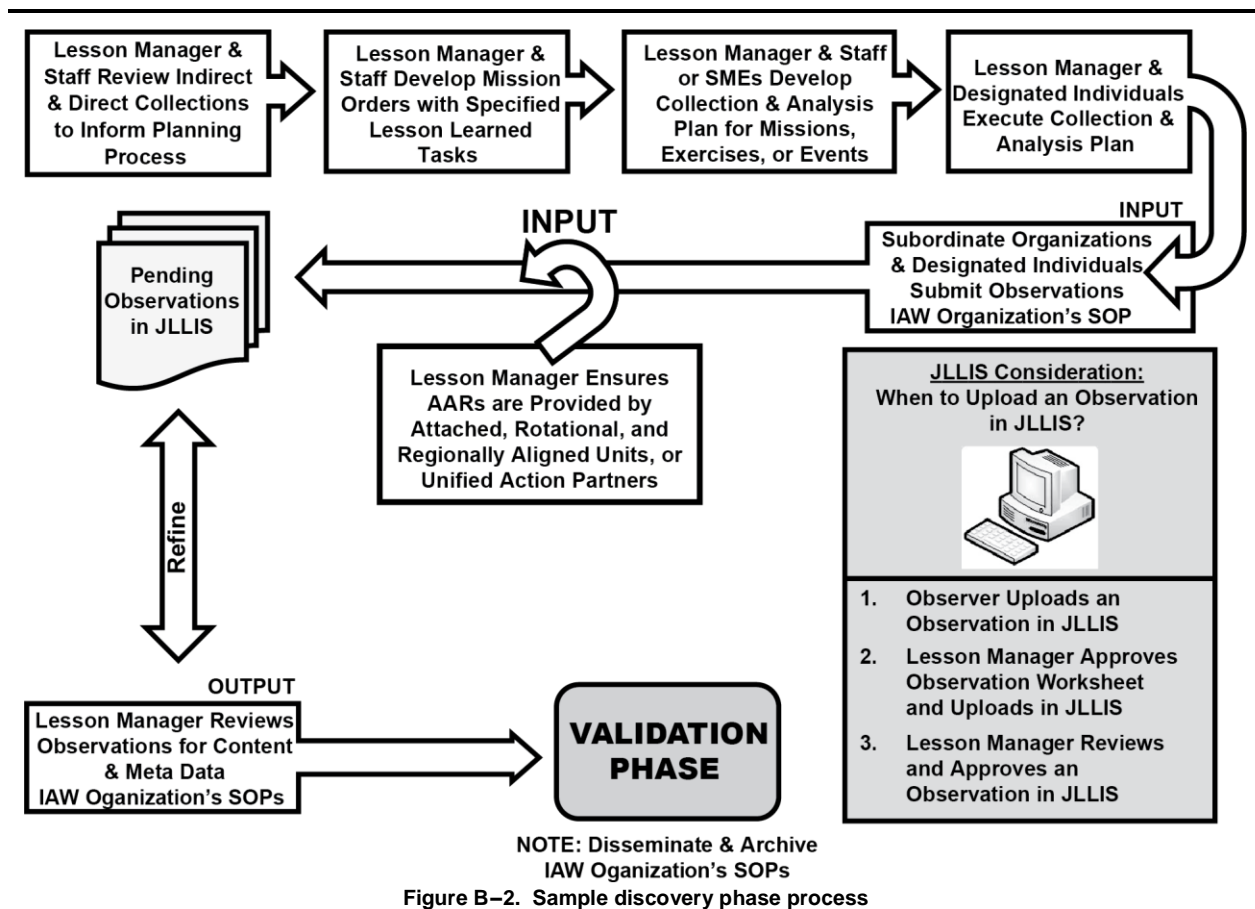 Lesson Manager &
Staff Review Indirect
& Direct Collections
to Inform Planning
Process
Lesson Manager &
Staff Develop Mission
Orders with Specified
Lesson Learned
Tasks
Lesson Manager & Staff
or SMEs Develop
Collection & Analysis
Plan for Missions,
Exercises, or Events
Lesson Manager &
Designated Individuals
Execute Collection &
Analysis Plan
INPUT
Subordinate Organizations
& Designated Individuals
Submit Observations
IAW Organization’s SOP
INPUT
Pending
Observations
in JLLIS
Lesson Manager Ensures
AARs are Provided by
Attached, Rotational, and
Regionally Aligned Units, or
Unified Action Partners
JLLIS Consideration:
When to Upload an Observation
in JLLIS?
1. Observer Uploads an
Observation in JLLIS
2. Lesson Manager Approves
Observation Worksheet
and Uploads in JLLIS
3. Lesson Manager Reviews
and Approves an
Observation in JLLIS
Refine
OUTPUT
Lesson Manager Reviews
Observations for Content
& Meta Data
IAW Oganization’s SOPs
VALIDATION
PHASE
NOTE: Disseminate & Archive
IAW Oganization’s SOPs
Figure B–2. Sample discovery phase process